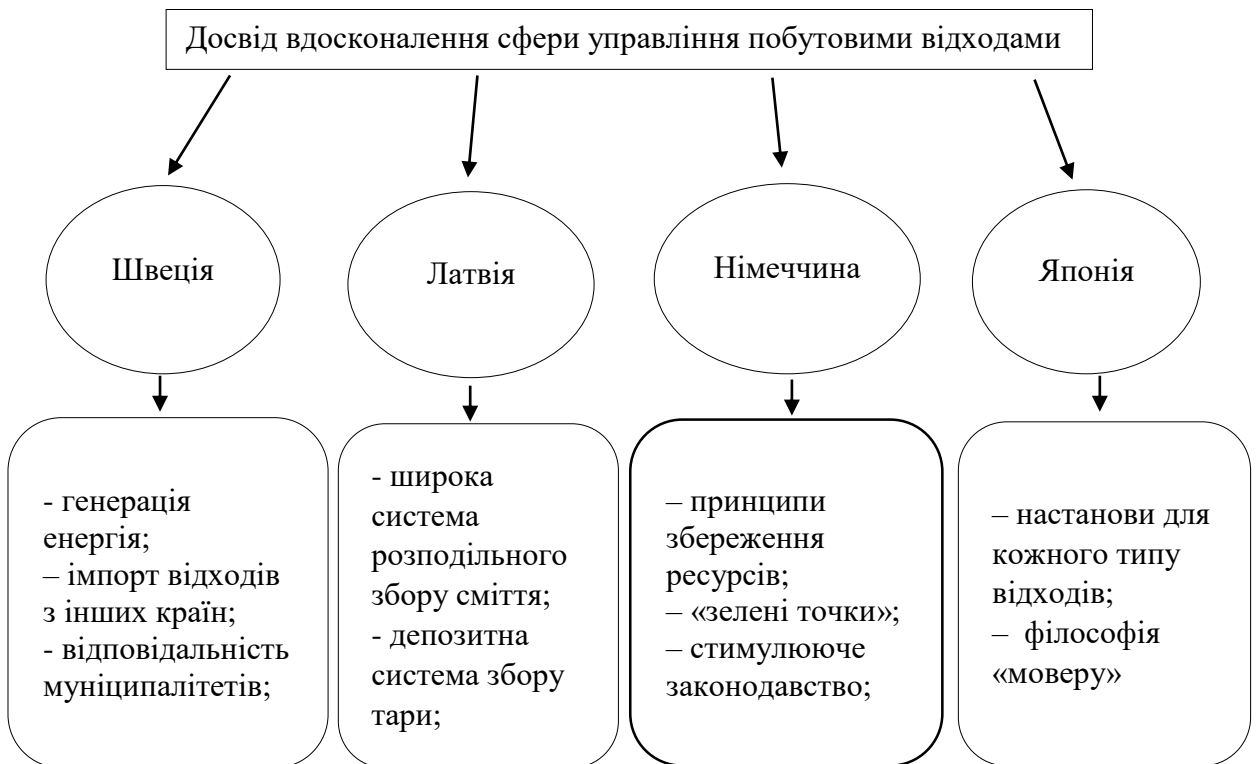 Досвід вдосконалення сфери управління побутовими відходами
Швеція
Латвія
Німеччина
Японія
- генерація
енергія;
– імпорт відходів
з інших країн;
- відповідальність
муніципалітетів;
- широка
система
розподільного
збору сміття;
- депозитна
система збору
тари;
– принципи
збереження
ресурсів;
– «зелені точки»;
– стимулююче
законодавство;
– настанови для
кожного типу
відходів;
– філософія
«моверу»